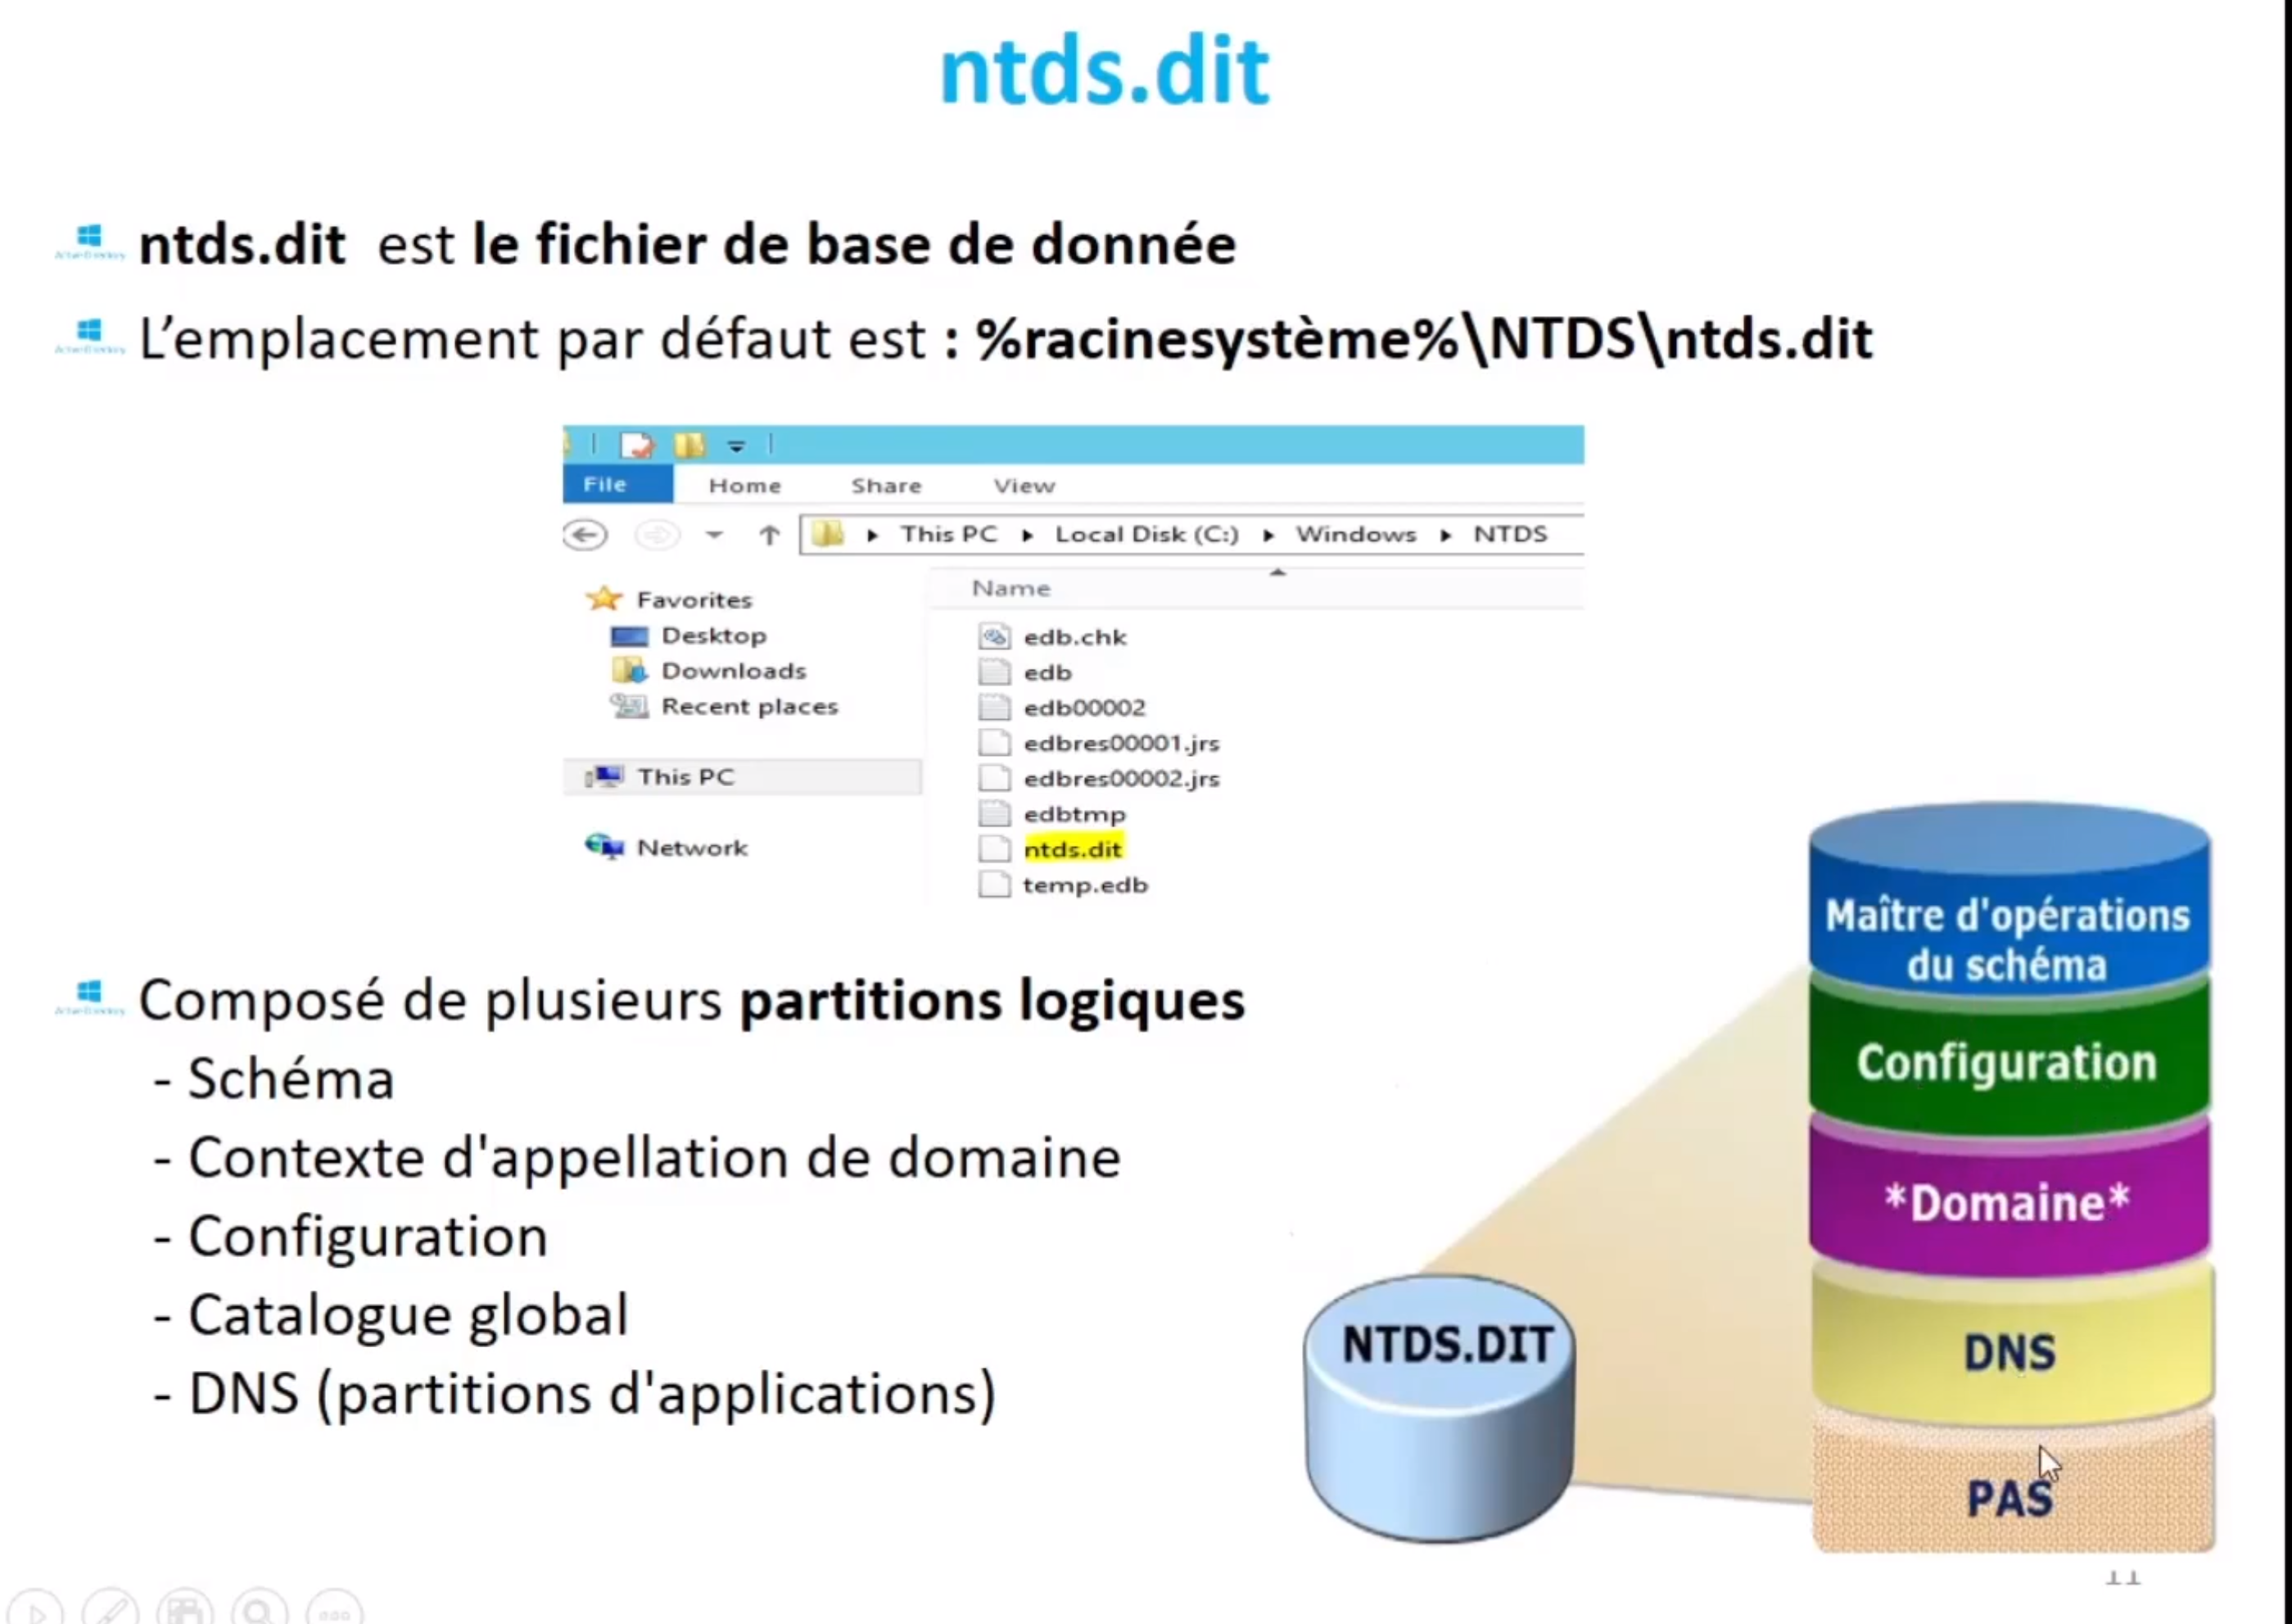 ntds.dit
ntds.dit est le fichier de base de donnée
L’emplacement par défaut est : %racinesystème%\NTDS\ntds.dit
File Home Share View
This PC Local Disk (C:) Windows NTDS
Favorites
Desktop
Downloads
Recent places
This PC
Network
Name
edb.chk
edb
edb00002
edbres00001.jrs
edbres00002.jrs
edbtmp
ntds.dit
temp.edb
Composé de plusieurs partitions logiques
- Schéma
- Contexte d'appellation de domaine
- Configuration
- Catalogue global
- DNS (partitions d'applications)
NTDS.DIT
Maître d'opérations
du schéma
Configuration
*Domaine*
DNS
PAS
11